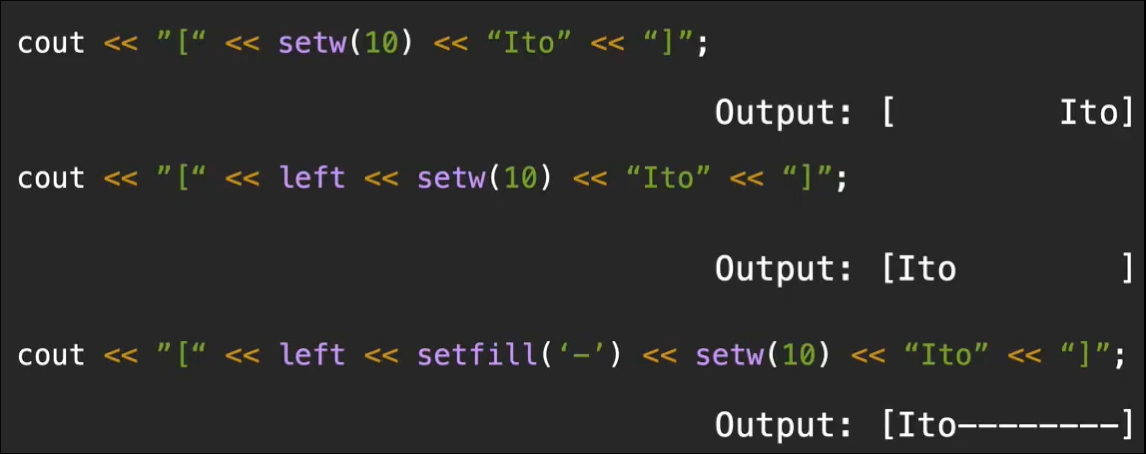 cout << ”[“ << setw(10) << “Ito” << “]”;
Output: [        Ito]
cout << ”[“ << left << setw(10) << “Ito” << “]”;
Output: [Ito        ]
cout << ”[“ << left << setfill(‘-’) << setw(10) << “Ito” << “]”;
Output: [Ito--------]